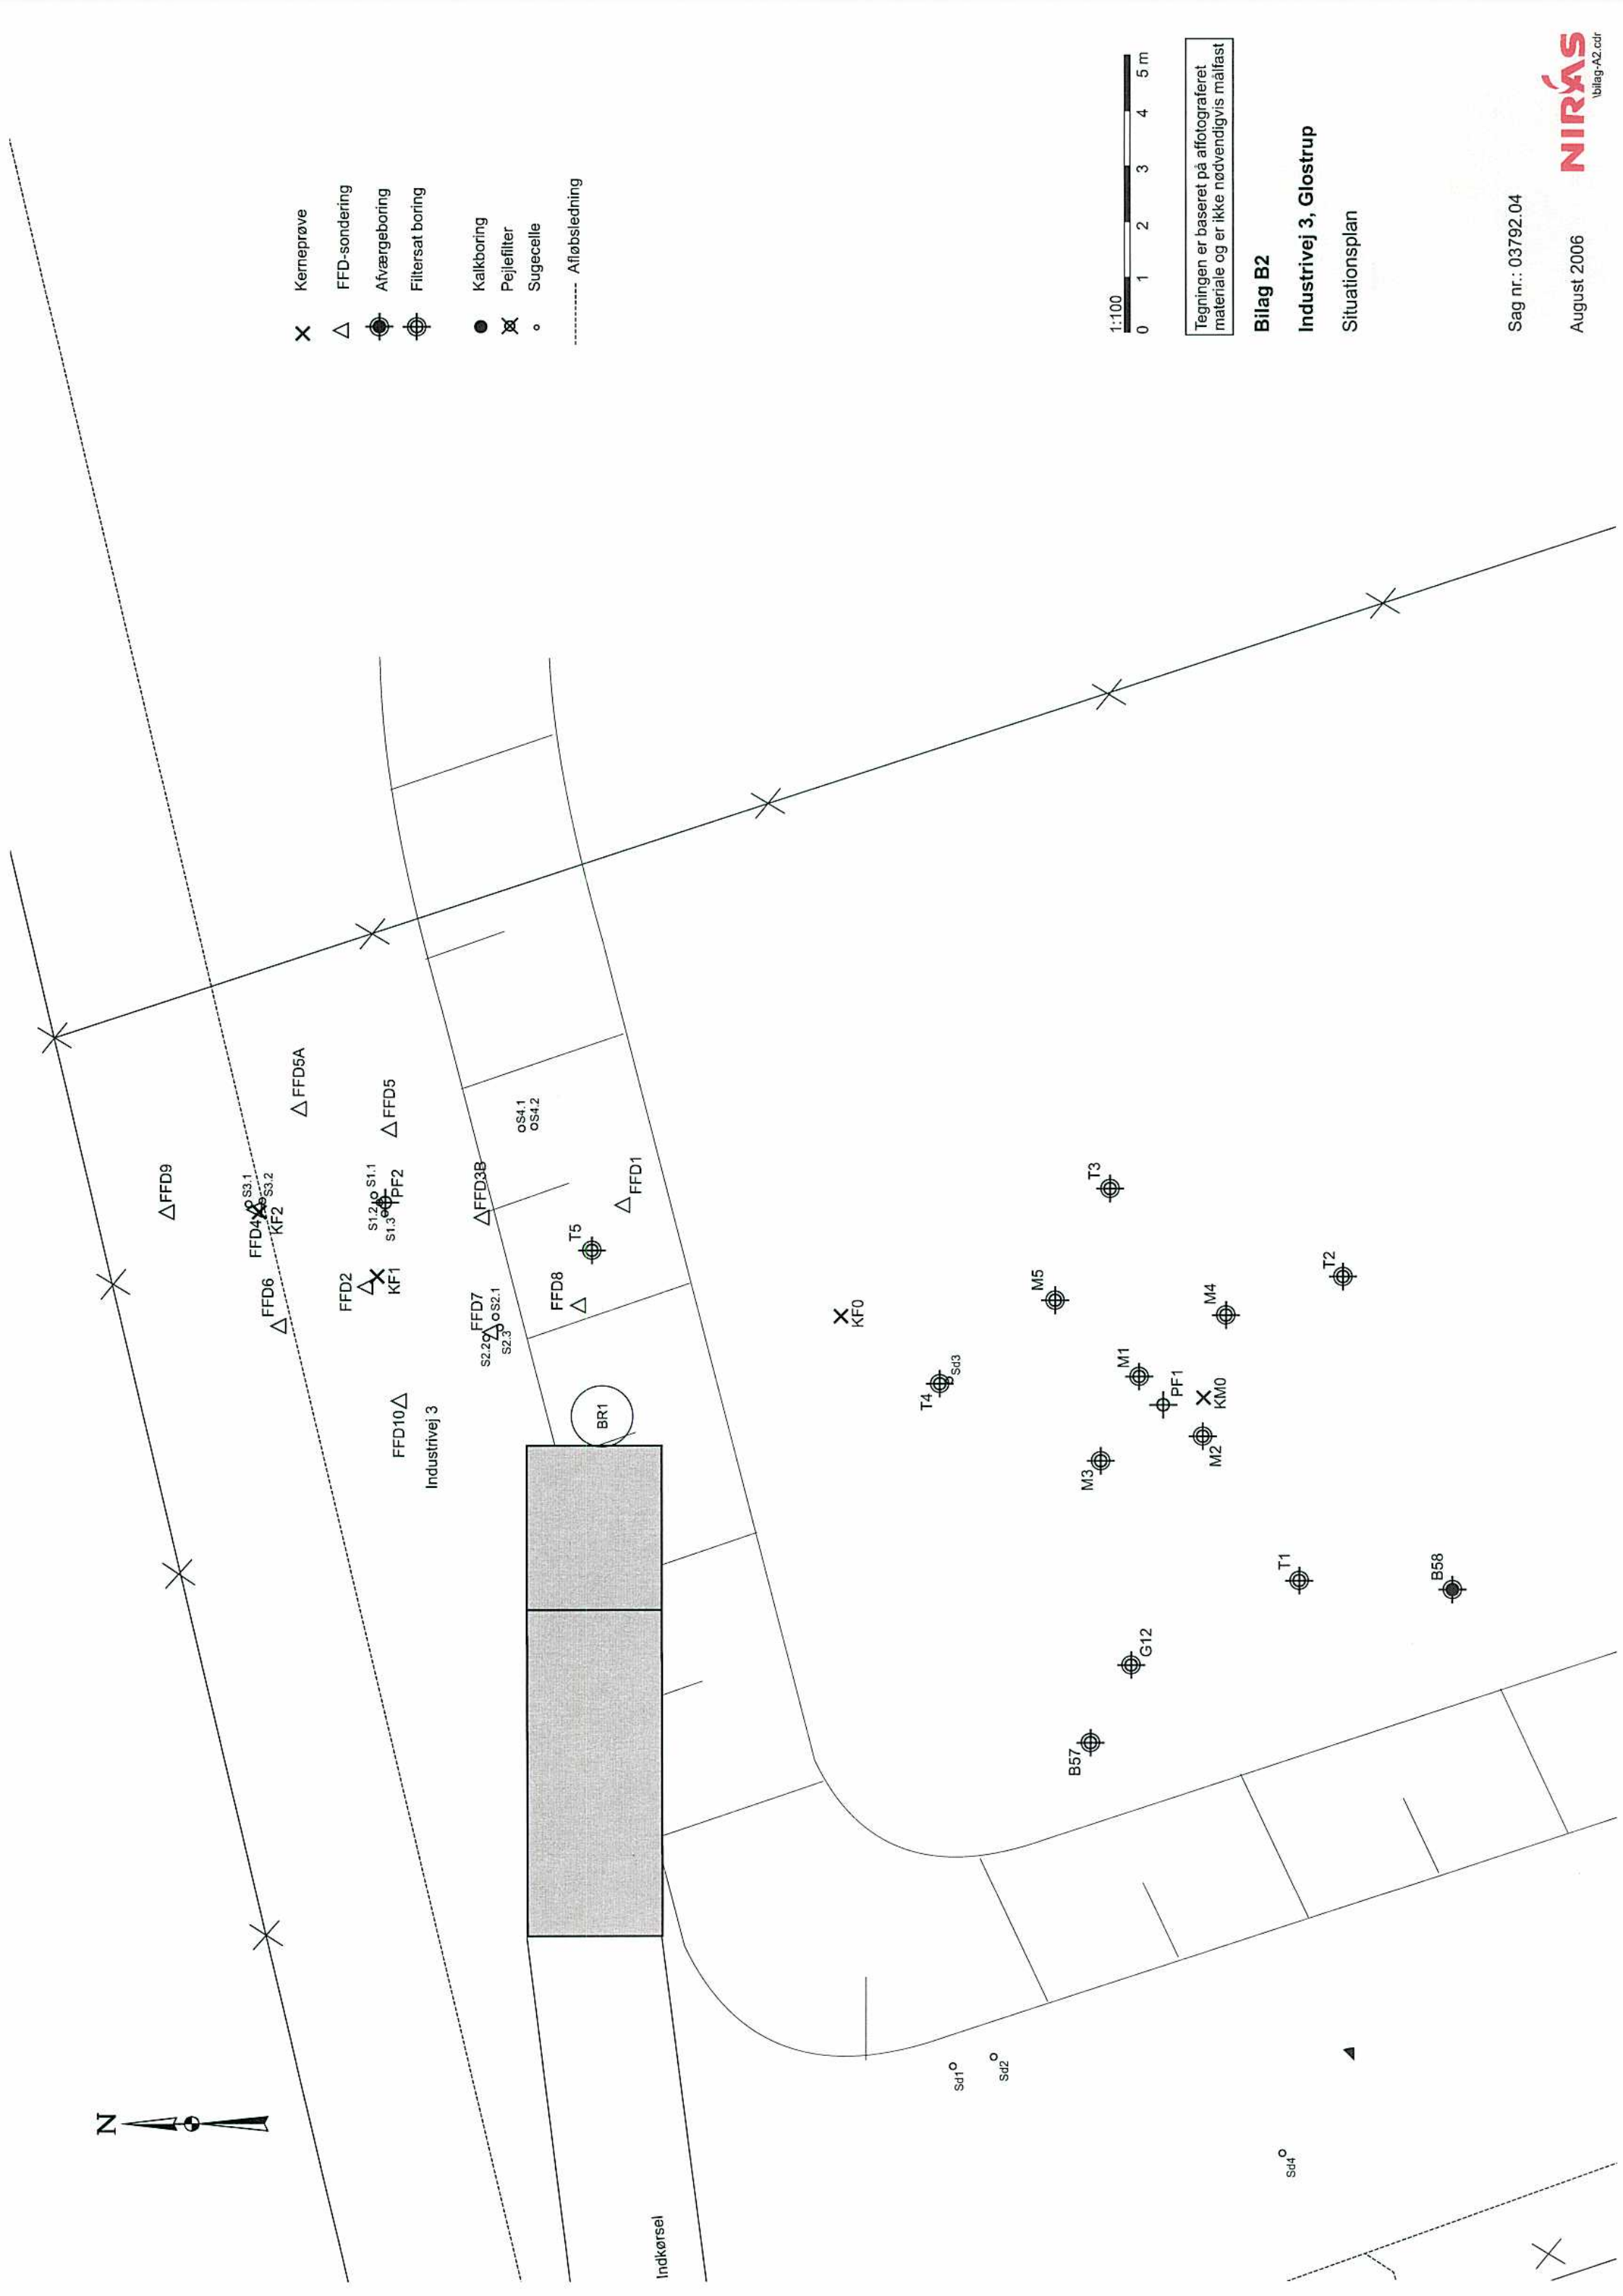 N
Indkørsel
Industrivej 3
FFD9
FFD5A
FFD5
S3.1
S3.2
FFD4
KF2
FFD6
S1.1
S1.2
S1.3
PF2
FFD2
KF1
FFD3B
S4.1
S4.2
FFD1
FFD7
S2.1
S2.2
S2.3
FFD8
T5
FFD10
BR1
KF0
T4
Sd3
M5
T3
M1
PF1
M4
T2
KM0
M2
M3
T1
B58
G12
B57
Sd1
Sd2
Sd4
Kerneprøve
FFD-sondering
Afværgeboring
Filtersat boring
Kalkboring
Pejlefilter
Sugecelle
Afløbsledning
1:100
0 1 2 3 4 5 m
Tegningen er baseret på affotograferet
materiale og er ikke nødvendigvis målfast
Bilag B2
Industrivej 3, Glostrup
Situationsplan
Sag nr.: 03792.04
August 2006
NIRAS
\bilag-A2.cdr